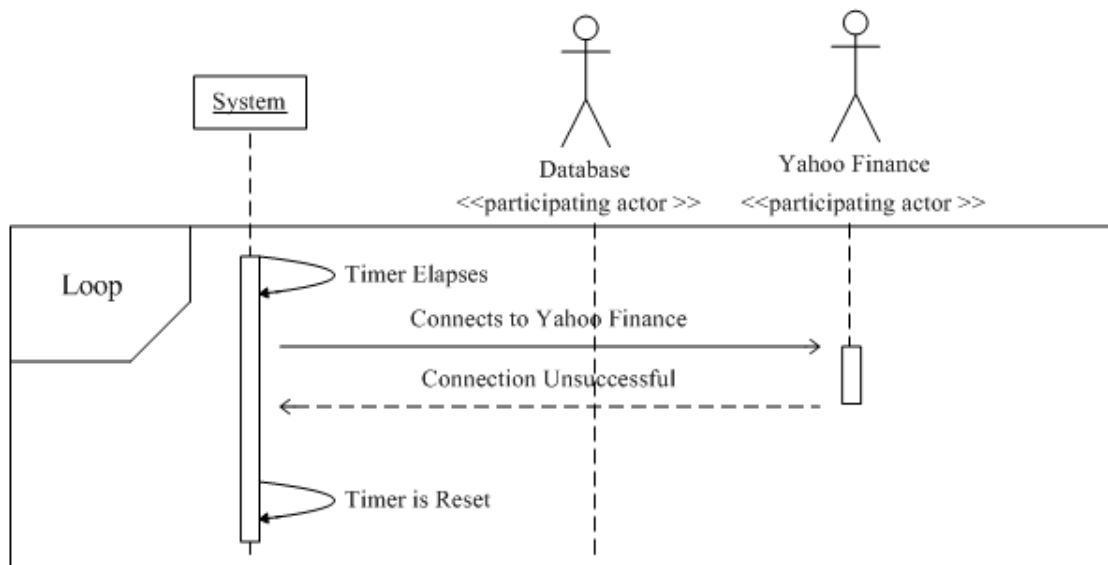 System
Database
<<participating actor >>
Yahoo Finance
<<participating actor >>
Loop
Timer Elapses
Connects to Yahoo Finance
Connection Unsuccessful
Timer is Reset